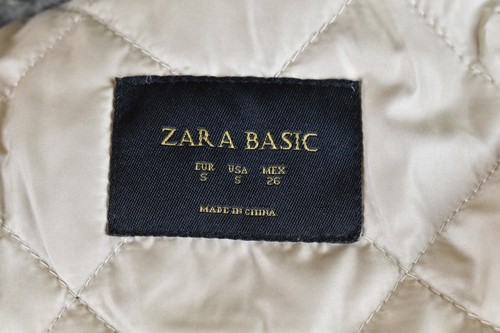 ZARA BASIC
EUR USA MEX
S S 26
MADE IN CHINA